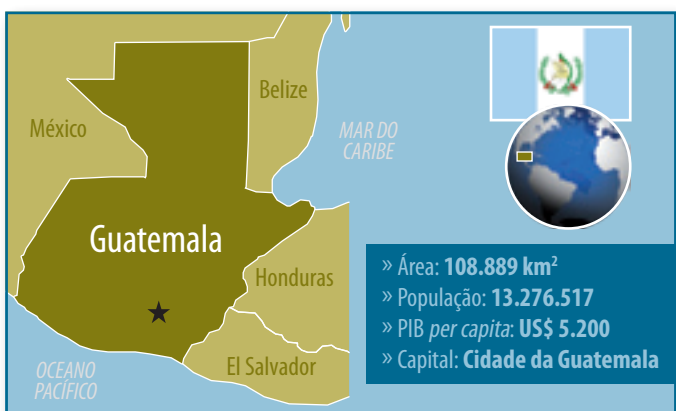 Belize
México
MAR DO
CARIBE
Guatemala
Honduras
El Salvador
OCEANO
PACÍFICO
» Área: 108.889 km²
» População: 13.276.517
» PIB per capita: US$ 5.200
» Capital: Cidade da Guatemala